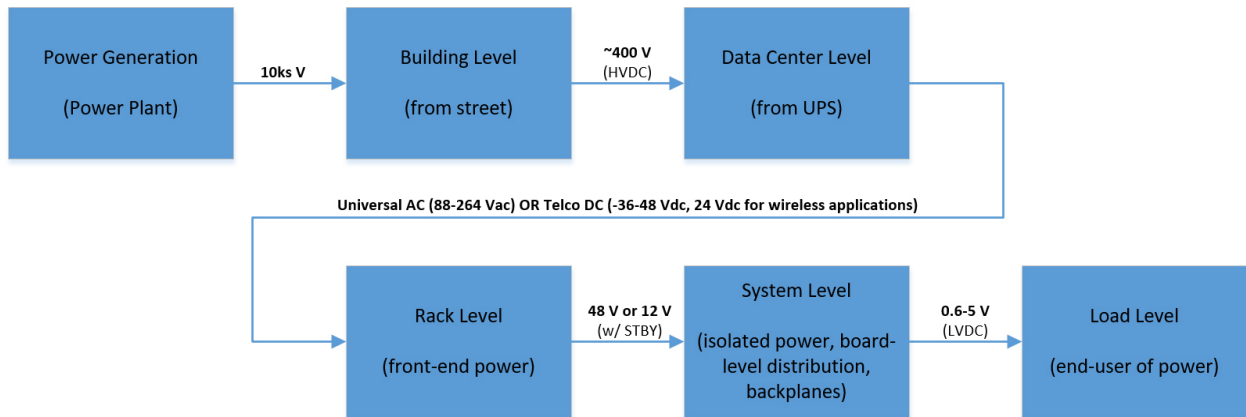 Power Generation
(Power Plant)
10ks V
Building Level
(from street)
~400 V
(HVDC)
Data Center Level
(from UPS)
Universal AC (88-264 Vac) OR Telco DC (-36-48 Vdc, 24 Vdc for wireless applications)
Rack Level
(front-end power)
48 V or 12 V
(w/ STBY)
System Level
(isolated power, board-
level distribution,
backplanes)
0.6-5 V
(LVDC)
Load Level
(end-user of power)